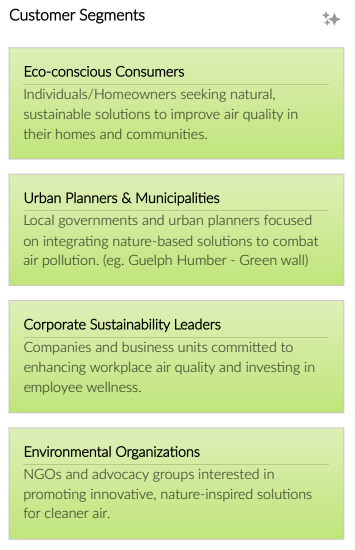 Customer Segments
Eco-conscious Consumers
Individuals/Homeowners seeking natural,
sustainable solutions to improve air quality in
their homes and communities.
Urban Planners & Municipalities
Local governments and urban planners focused
on integrating nature-based solutions to combat
air pollution. (eg. Guelph Humber - Green wall)
Corporate Sustainability Leaders
Companies and business units committed to
enhancing workplace air quality and investing in
employee wellness.
Environmental Organizations
NGOs and advocacy groups interested in
promoting innovative, nature-inspired solutions
for cleaner air.